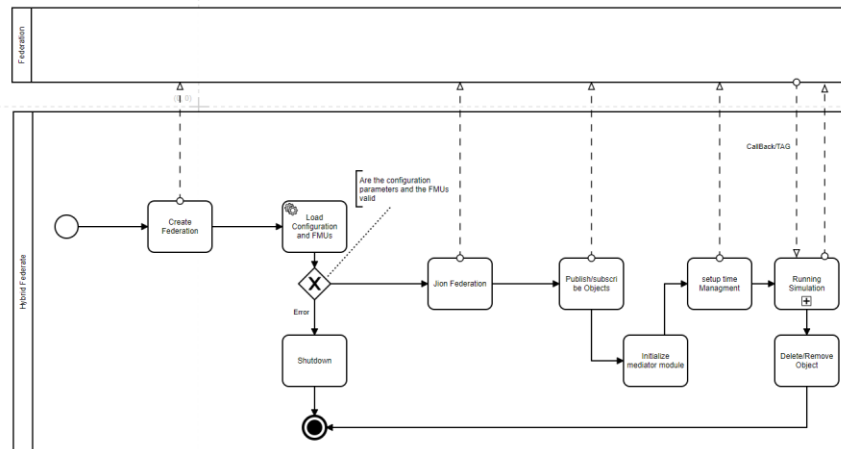 Federation
(0, 0)
CallBack/TAG
Hybrid Federate
Are the configuration
parameters and the FMUs
valid
Create
Federation
Load
Configuration
and FMUs
Error
Jion Federation
Publish/subscri
be Objects
setup time
Managment
Running
Simulation
Shutdown
Initialize
mediator module
Delete/Remove
Object